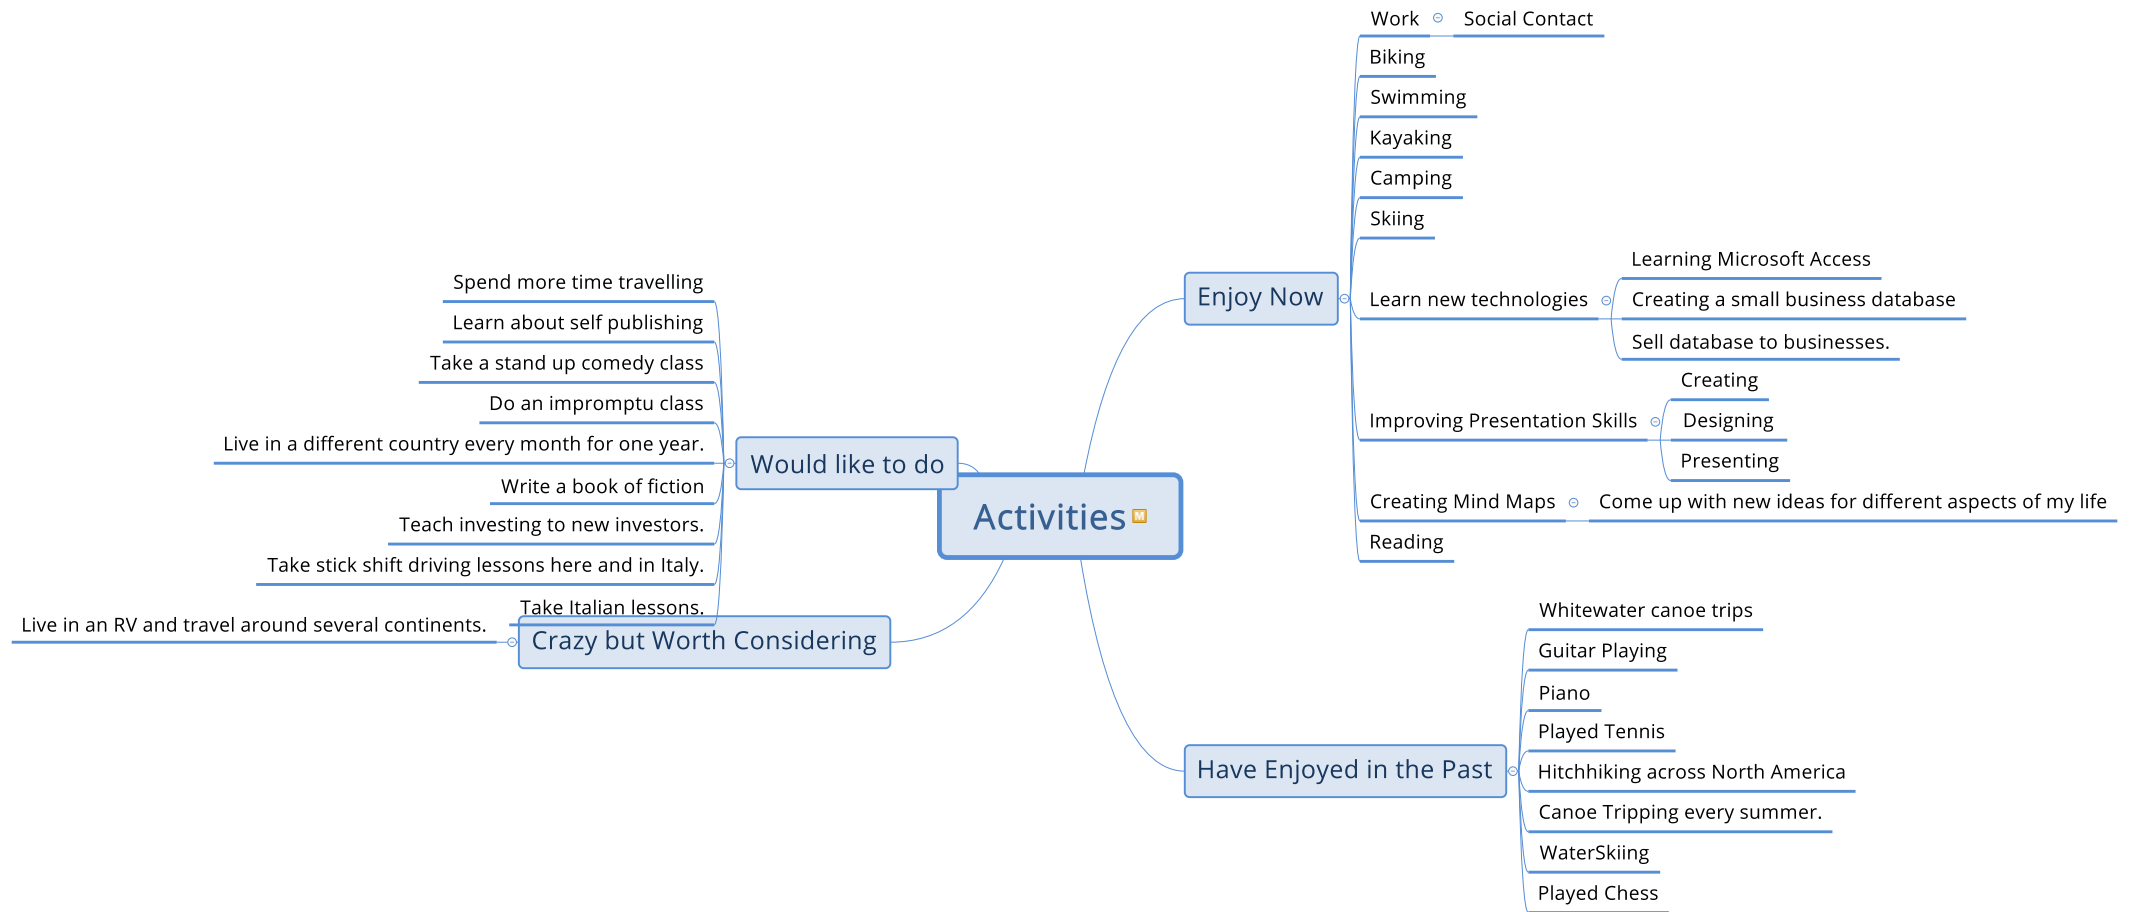 Activities
M
Enjoy Now
Work
Social Contact
Biking
Swimming
Kayaking
Camping
Skiing
Learn new technologies
Learning Microsoft Access
Creating a small business database
Sell database to businesses.
Improving Presentation Skills
Creating
Designing
Presenting
Creating Mind Maps
Come up with new ideas for different aspects of my life
Reading
Have Enjoyed in the Past
Whitewater canoe trips
Guitar Playing
Piano
Played Tennis
Hitchhiking across North America
Canoe Tripping every summer.
WaterSkiing
Played Chess
Would like to do
Spend more time travelling
Learn about self publishing
Take a stand up comedy class
Do an impromptu class
Live in a different country every month for one year.
Write a book of fiction
Teach investing to new investors.
Take stick shift driving lessons here and in Italy.
Take Italian lessons.
Crazy but Worth Considering
Live in an RV and travel around several continents.